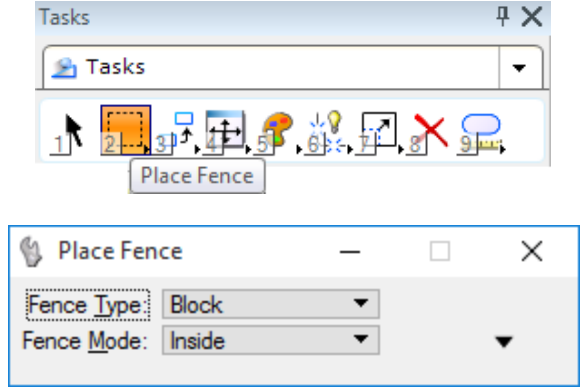 Tasks
Tasks
1 2 3 4 5 6 7 8 9
Place Fence
Place Fence
Fence Type: Block
Fence Mode: Inside